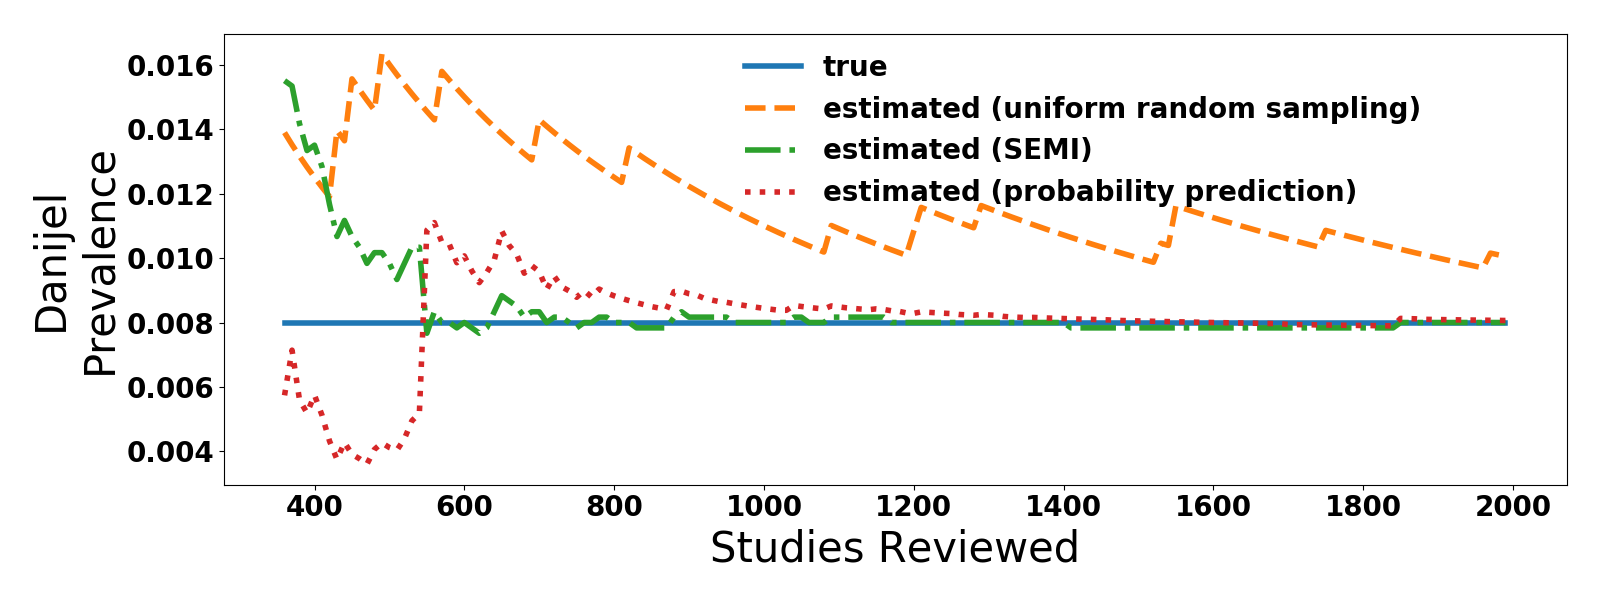 Danijel
Prevalence
0.016
0.014
0.012
0.010
0.008
0.006
0.004
true
estimated (uniform random sampling)
estimated (SEMI)
estimated (probability prediction)
400 600 800 1000 1200 1400 1600 1800 2000
Studies Reviewed